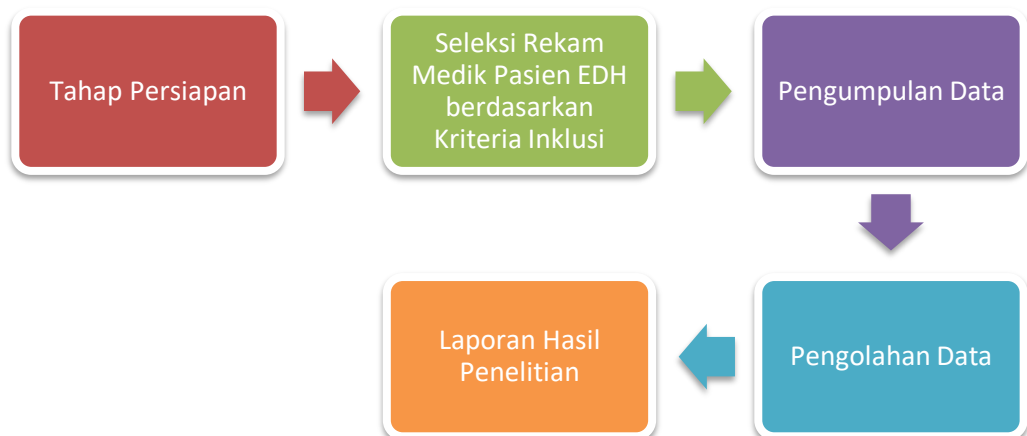 Tahap Persiapan
Seleksi Rekam
Medik Pasien EDH
berdasarkan
Kriteria Inklusi
Pengumpulan Data
Pengolahan Data
Laporan Hasil
Penelitian